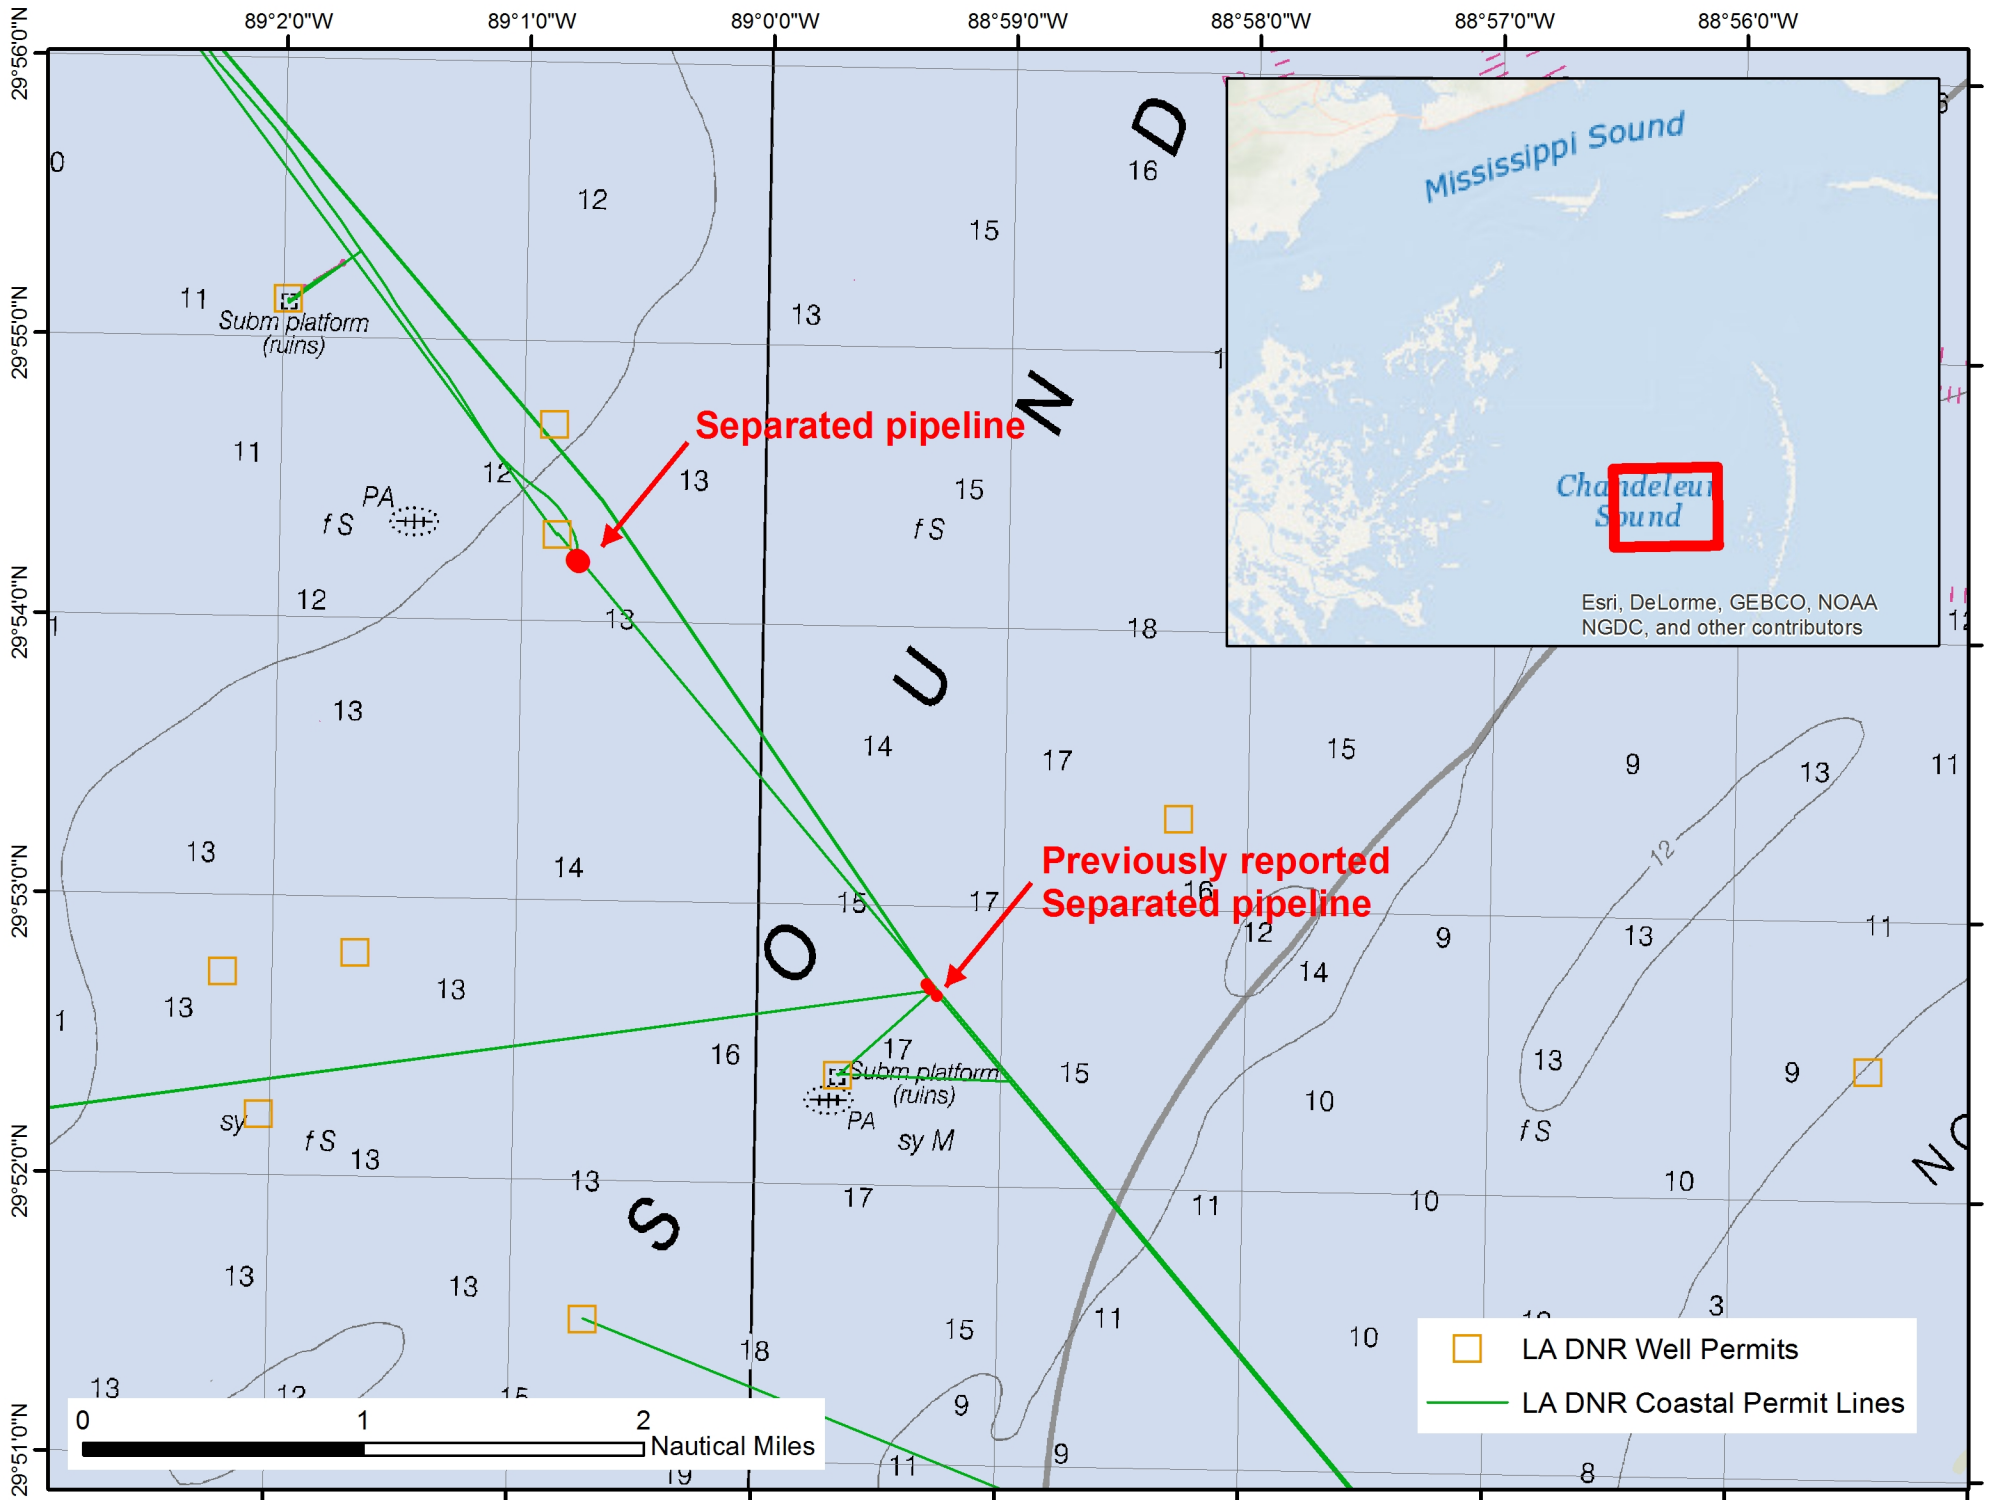 89°2'0"W 89°1'0"W 89°0'0"W 88°59'0"W 88°58'0"W 88°57'0"W 88°56'0"W
29°56'0"N
29°55'0"N
29°54'0"N
29°53'0"N
29°52'0"N
29°51'0"N
D
16
12
15
0
Mississippi Sound
11
13
Subm platform
(ruins)
N
Separated pipeline
11
12
13
15
PA
f S
f S
Chandeleur
Sound
Esri, DeLorme, GEBCO, NOAA
NGDC, and other contributors
12
13
18
U
13
14
17
15
9
13
11
12
13
14
Previously reported
Separated pipeline
15
17
16
12
9
13
11
O
14
13
13
1
16
17
15
13
9
Subm platform
(ruins)
10
PA
sy
f S
13
sy M
f S
N
13
17
11
10
10
S
13
13
15
11
10
3
18
LA DNR Well Permits
13
12
15
9
LA DNR Coastal Permit Lines
0 1 2
Nautical Miles
19
11
9
8